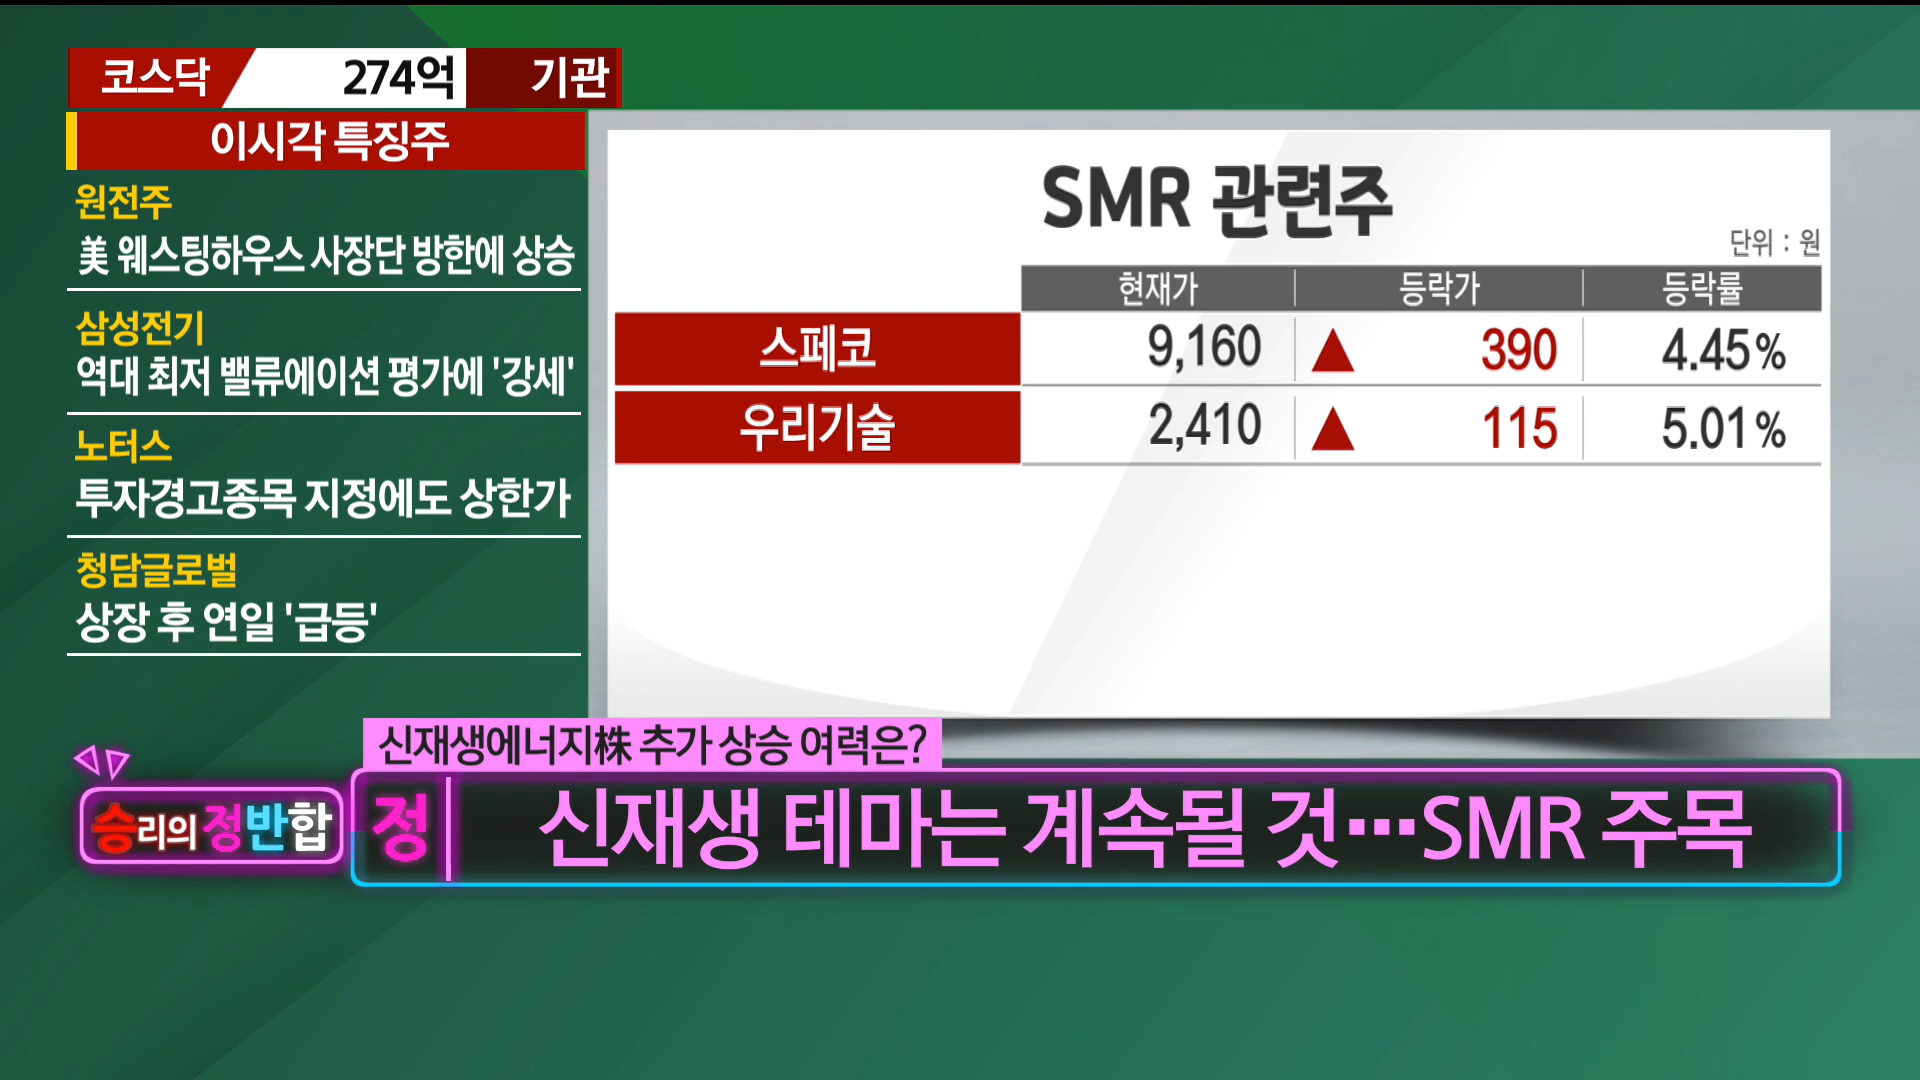 코스닥 274억 기관
이시각 특징주
원전주
美 웨스팅하우스 사장단 방한에 상승
삼성전기
역대 최저 밸류에이션 평가에 '강세'
노터스
투자경고종목 지정에도 상한가
청담글로벌
상장 후 연일 '급등'
SMR 관련주
단위 : 원
현재가 등락가 등락률
스페코 9,160 ▲ 390 4.45%
우리기술 2,410 ▲ 115 5.01%
신재생에너지株 추가 상승 여력은?
승리의 정반합
정 신재생 테마는 계속될 것…SMR 주목